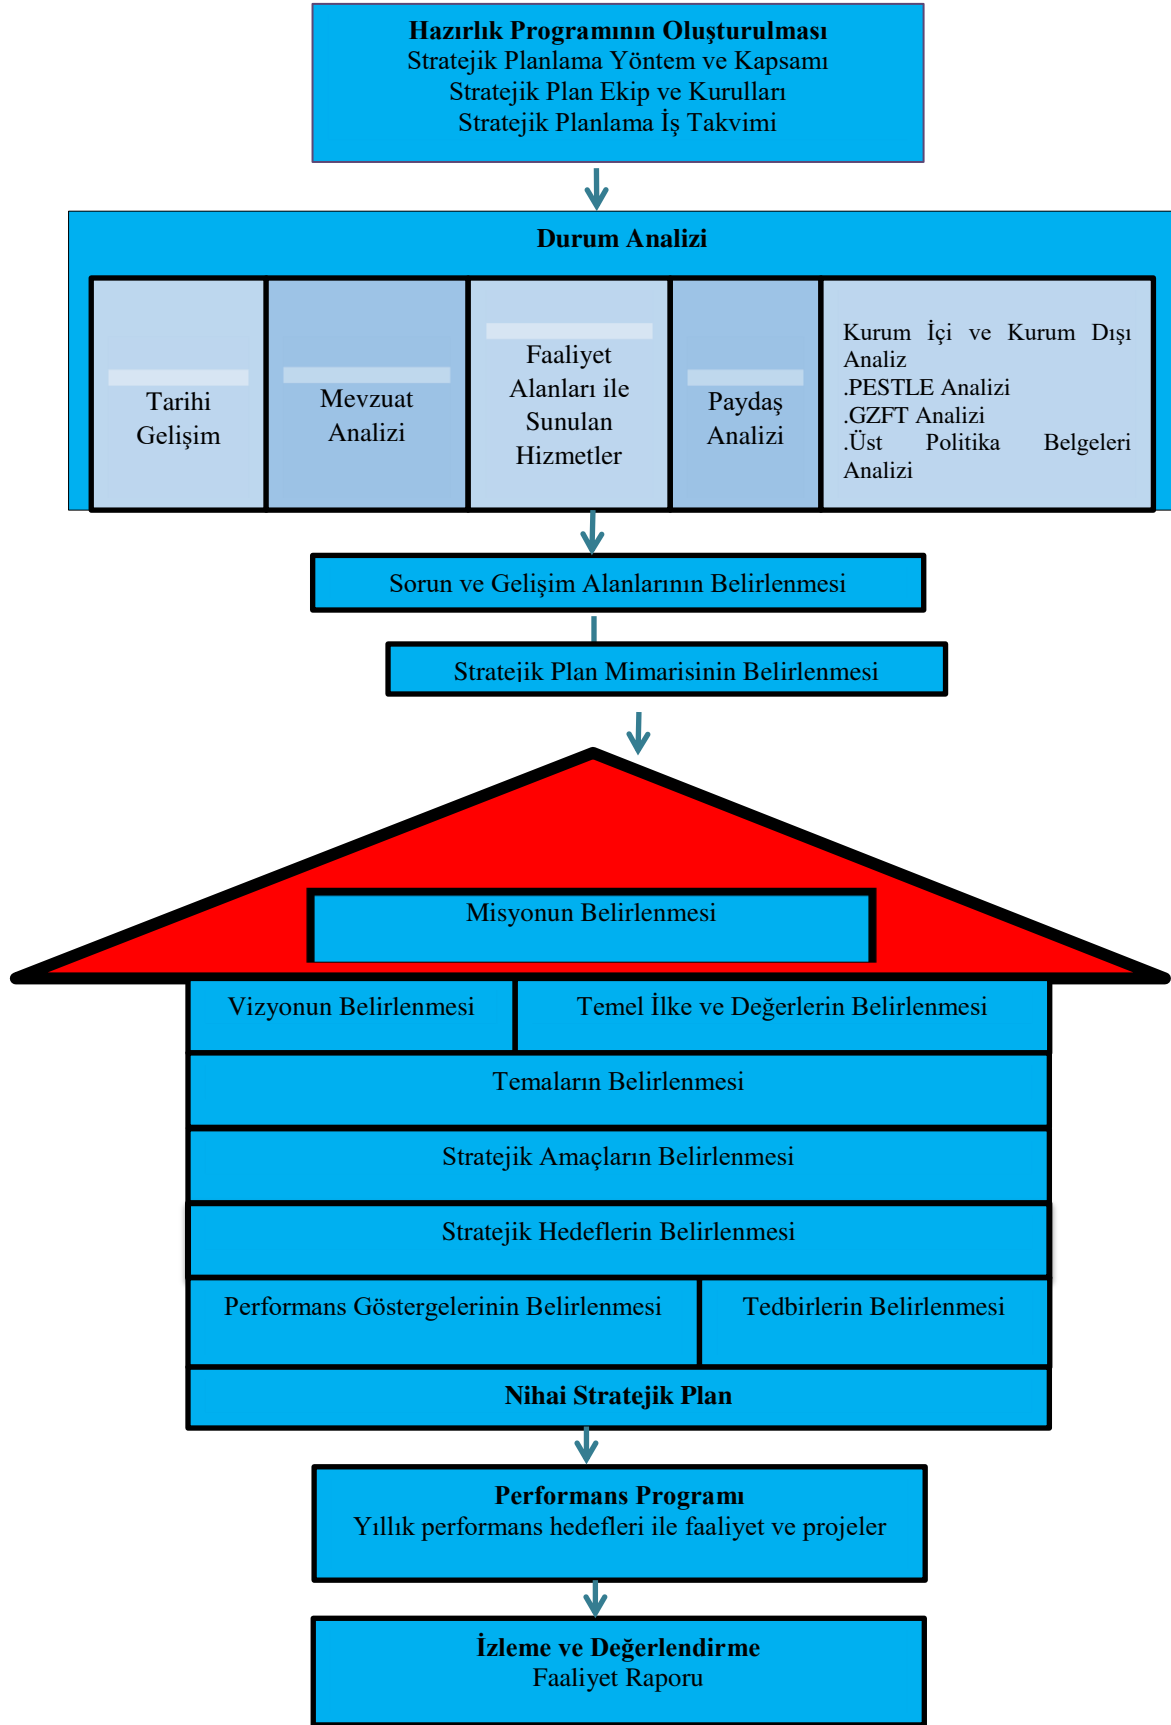 Hazırlık Programının Oluşturulması
Stratejik Planlama Yöntem ve Kapsamı
Stratejik Plan Ekip ve Kurulları
Stratejik Planlama İş Takvimi
Durum Analizi
Tarihi
Gelişim
Mevzuat
Analizi
Faaliyet
Alanları ile
Sunulan
Hizmetler
Paydaş
Analizi
Kurum İçi ve Kurum Dışı
Analiz
.PESTLE Analizi
.GZFT Analizi
.Üst Politika Belgeleri
Analizi
Sorun ve Gelişim Alanlarının Belirlenmesi
Stratejik Plan Mimarisinin Belirlenmesi
Misyonun Belirlenmesi
Vizyonun Belirlenmesi
Temel İlke ve Değerlerin Belirlenmesi
Temaların Belirlenmesi
Stratejik Amaçların Belirlenmesi
Stratejik Hedeflerin Belirlenmesi
Performans Göstergelerinin Belirlenmesi
Tedbirlerin Belirlenmesi
Nihai Stratejik Plan
Performans Programı
Yıllık performans hedefleri ile faaliyet ve projeler
İzleme ve Değerlendirme
Faaliyet Raporu